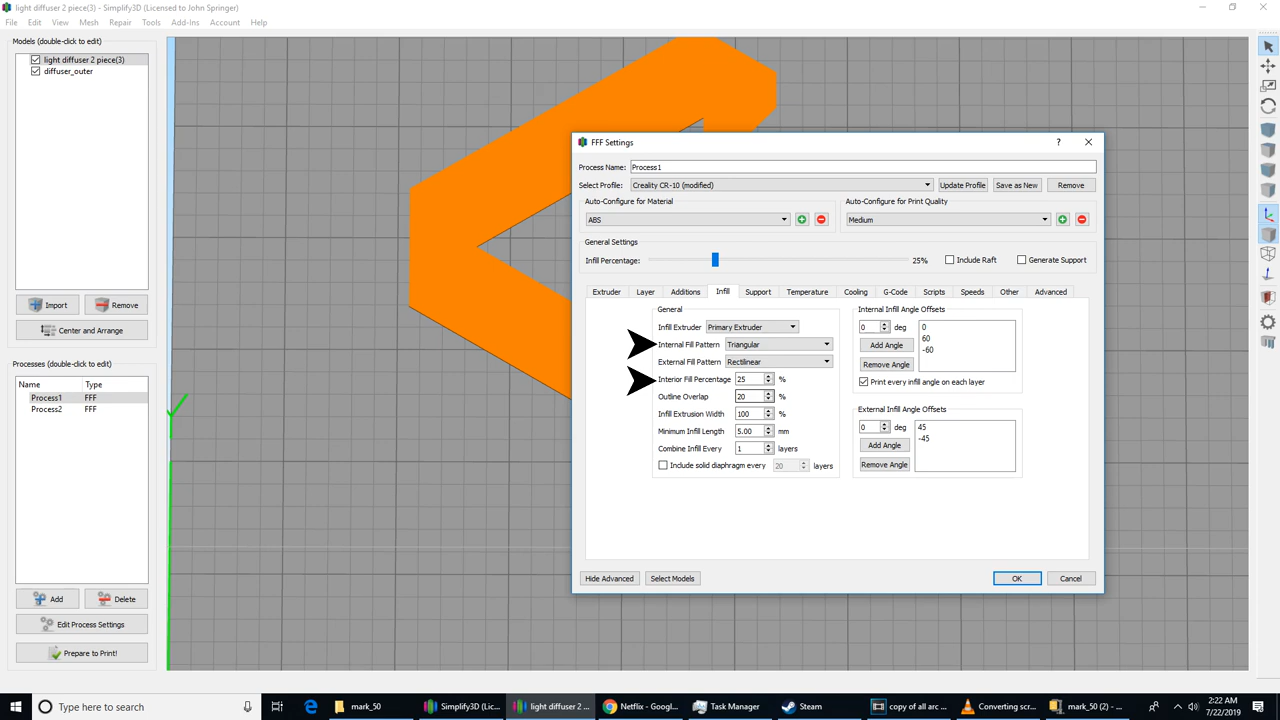 light diffuser 2 piece(3) - Simplify3D (Licensed to John Springer)
File Edit View Mesh Repair Tools Add-Ins Account Help
Models (double-click to edit)
light diffuser 2 piece(3)
diffuser_outer
Import Remove
Center and Arrange
Processes (double-click to edit)
Name Type
Process1 FFF
Process2 FFF
Add Delete
Edit Process Settings
Prepare to Print!
FFF Settings ?
Process Name: Process1
Select Profile: Creality CR-10 (modified) Update Profile Save as New Remove
Auto-Configure for Material
ABS
Auto-Configure for Print Quality
Medium
General Settings
Infill Percentage: 25% Include Raft Generate Support
Extruder Layer Additions Infill Support Temperature Cooling G-Code Scripts Speeds Other Advanced
General
Infill Extruder Primary Extruder
Internal Fill Pattern Triangular
External Fill Pattern Rectilinear
Interior Fill Percentage 25 %
Outline Overlap 20 %
Infill Extrusion Width 100 %
Minimum Infill Length 5.00 mm
Combine Infill Every 1 layers
Include solid diaphragm every 20 layers
Internal Infill Angle Offsets
0 deg
Add Angle
Remove Angle
0
60
-60
Print every infill angle on each layer
External Infill Angle Offsets
0 deg
Add Angle
Remove Angle
45
-45
Hide Advanced Select Models OK Cancel
Type here to search mark_50 Simplify3D (Lic... light diffuser 2 ... Netflix - Googl... Task Manager Steam copy of all arc ... Converting scr... mark_50 (2) - ... 2:22 AM
7/22/2019